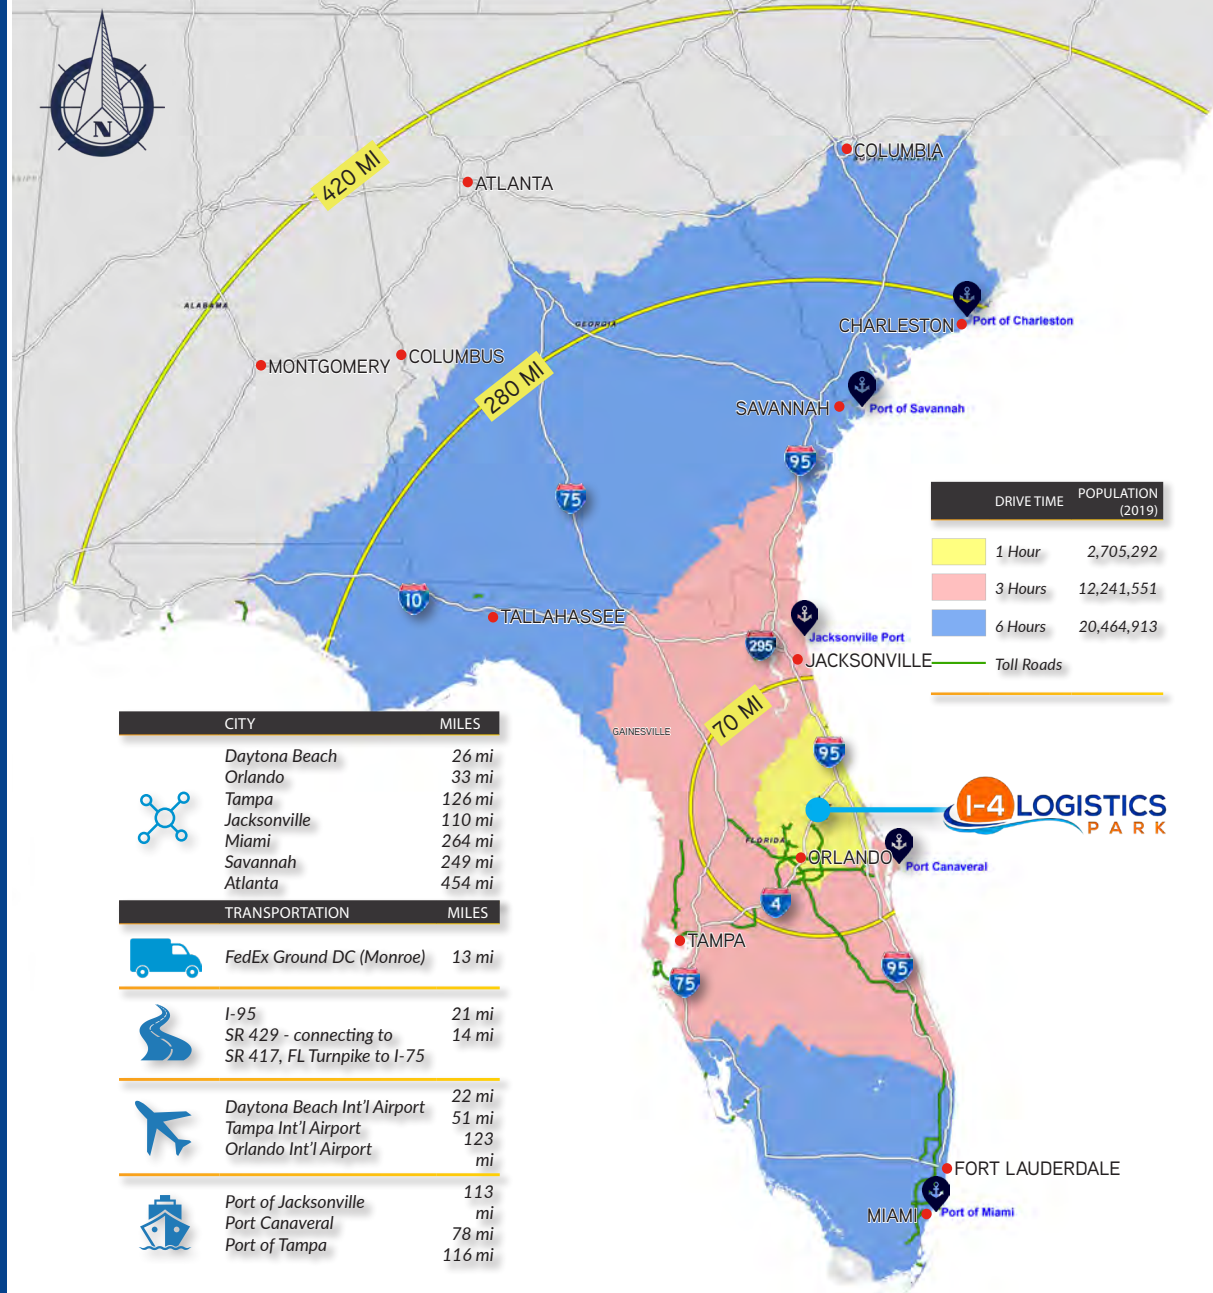 N
420 MI
COLUMBIA
SOUTH CAROLINA
ATLANTA
ALABAMA
GEORGIA
Port of Charleston
CHARLESTON
COLUMBUS
MONTGOMERY
280 MI
SAVANNAH
Port of Savannah
95
75
DRIVE TIME POPULATION
(2019)
1 Hour 2,705,292
3 Hours 12,241,551
6 Hours 20,464,913
Toll Roads
10
TALLAHASSEE
Jacksonville Port
295
JACKSONVILLE
70 MI
GAINESVILLE
95
I-4 LOGISTICS
PARK
FLORIDA
ORLANDO
Port Canaveral
4
TAMPA
75
95
FORT LAUDERDALE
MIAMI
Port of Miami
CITY MILES
Daytona Beach 26 mi
Orlando 33 mi
Tampa 126 mi
Jacksonville 110 mi
Miami 264 mi
Savannah 249 mi
Atlanta 454 mi
TRANSPORTATION MILES
FedEx Ground DC (Monroe) 13 mi
I-95 21 mi
SR 429 - connecting to 14 mi
SR 417, FL Turnpike to I-75
Daytona Beach Int'l Airport 22 mi
Tampa Int'l Airport 51 mi
Orlando Int'l Airport 123
mi
Port of Jacksonville 113
mi
Port Canaveral 78 mi
Port of Tampa 116 mi